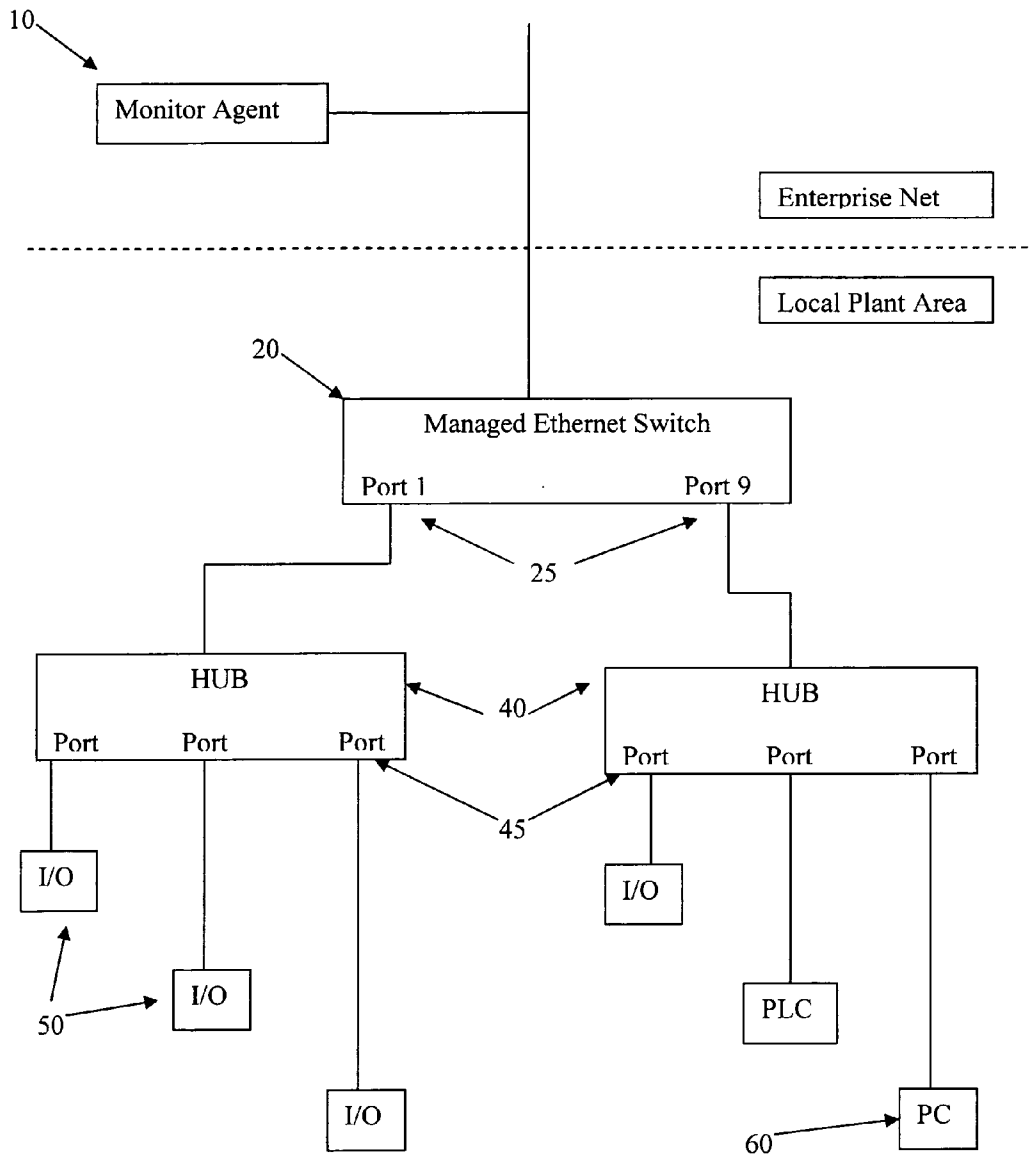 10
Monitor Agent
Enterprise Net
Local Plant Area
20
Managed Ethernet Switch
Port 1 Port 9
25
HUB
HUB
40
Port Port Port
Port Port Port
45
I/O
I/O
50
I/O
PLC
I/O
60
PC